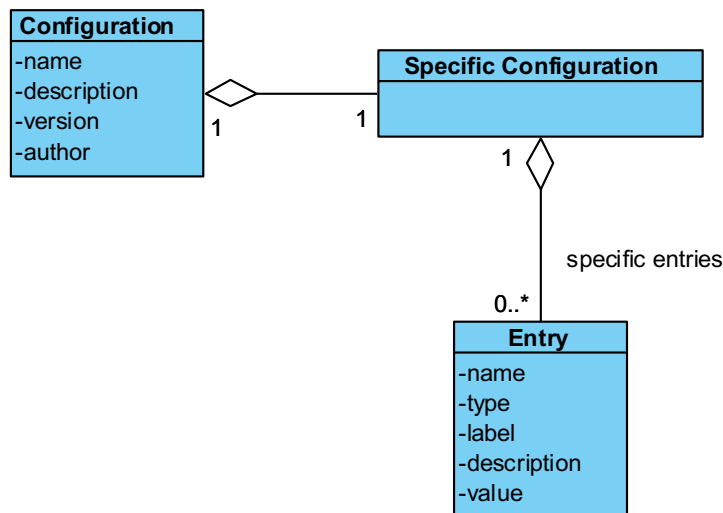 Configuration
-name
-description
-version
-author
1
1
Specific Configuration
1
specific entries
0..*
Entry
-name
-type
-label
-description
-value